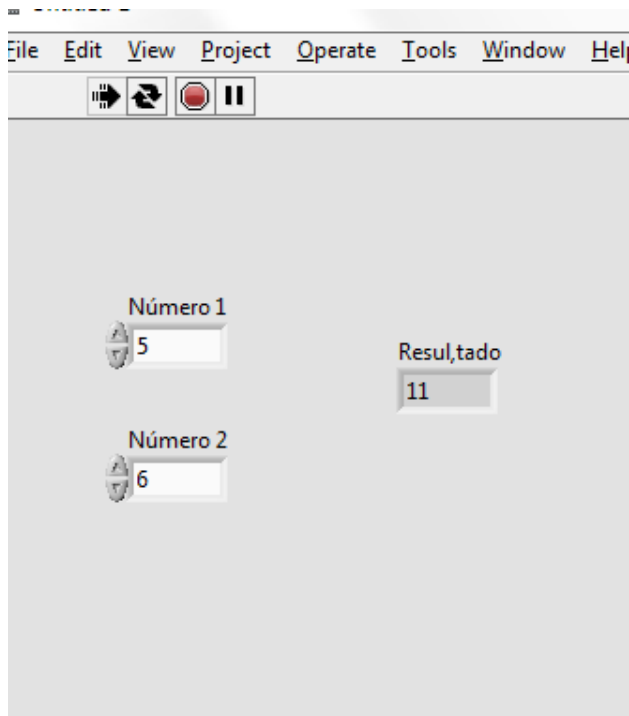 File Edit View Project Operate Tools Window Help
Número 1
5
Resul,tado
11
Número 2
6